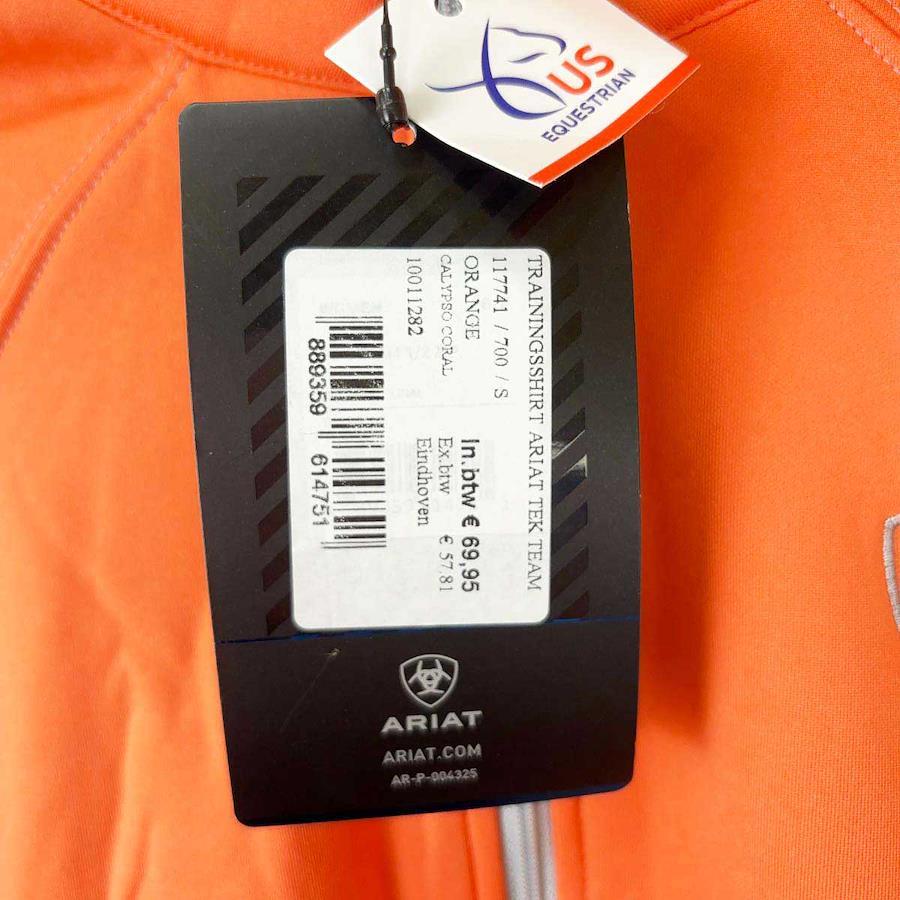 US
EQUESTRIAN
TRAININGSSHIRT ARIAT TEK TEAM
117741 / 700 / S
ORANGE
CALYPSO CORAL
10011282
In.btw € 69,95
Ex.btw € 57.81
Eindhoven
889359 614751
ARIAT
ARIAT.COM
AR-P-004325